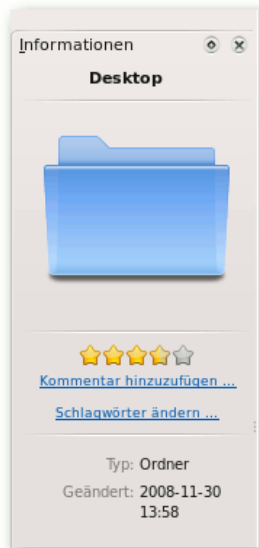 Informationen
Desktop
Kommentar hinzuzufügen ...
Schlagwörter ändern ...
Typ: Ordner
Geändert: 2008-11-30
13:58